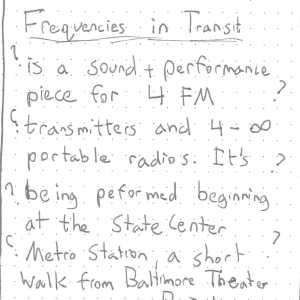 Frequencies in Transit
is a sound + performance
piece for 4 FM ?
transmitters and 4 - ∞
portable radios. It's ?
being peformed beginning
at the State Center
Metro Station, a short ?
walk from Baltimore Theater